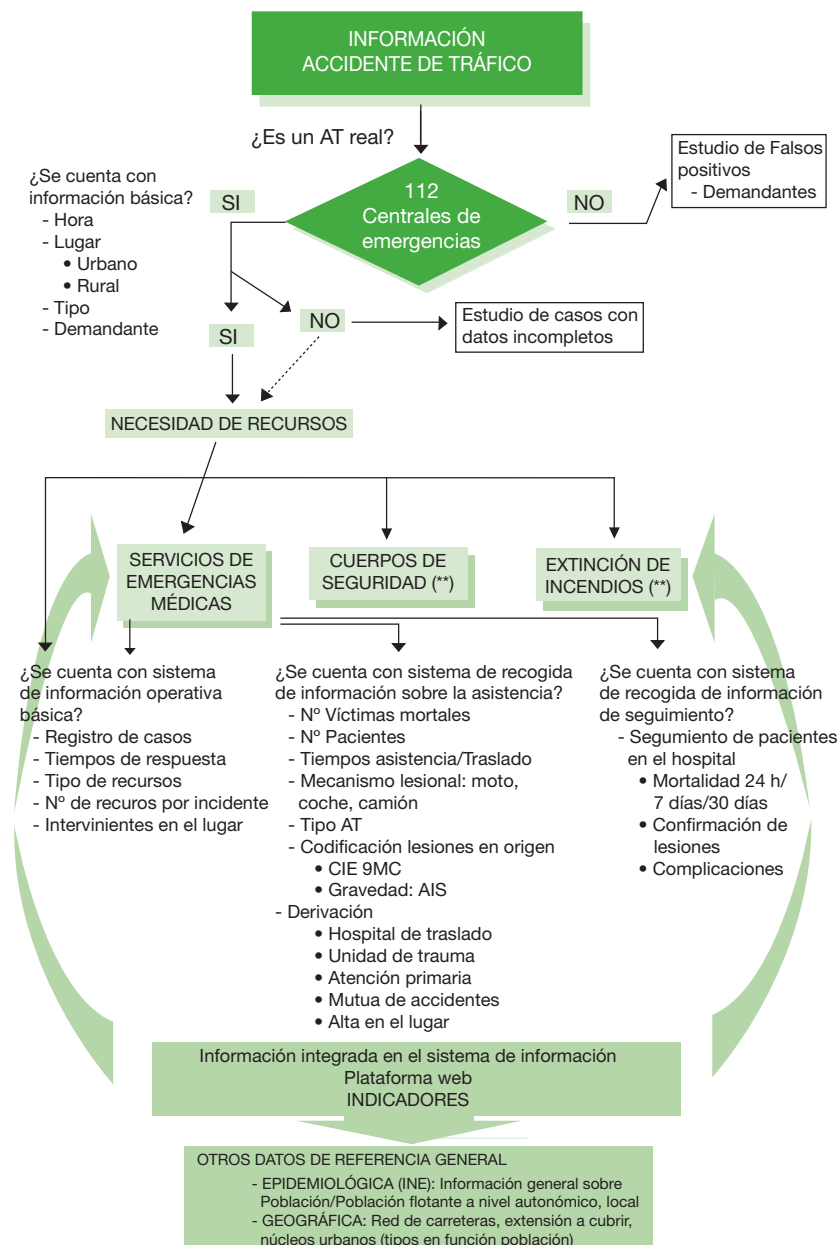 INFORMACIÓN
ACCIDENTE DE TRÁFICO
¿Es un AT real?
112
Centrales de
emergencias
SI
NO
Estudio de Falsos
positivos
- Demandantes
¿Se cuenta con
información básica?
- Hora
- Lugar
• Urbano
• Rural
- Tipo
- Demandante
SI
NO
Estudio de casos con
datos incompletos
NECESIDAD DE RECURSOS
SERVICIOS DE
EMERGENCIAS
MÉDICAS
CUERPOS DE
SEGURIDAD (**)
EXTINCIÓN DE
INCENDIOS (**)
¿Se cuenta con sistema
de información operativa
básica?
- Registro de casos
- Tiempos de respuesta
- Tipo de recursos
- Nº de recuros por incidente
- Intervinientes en el lugar
¿Se cuenta con sistema de recogida
de información sobre la asistencia?
- Nº Víctimas mortales
- Nº Pacientes
- Tiempos asistencia/Traslado
- Mecanismo lesional: moto,
coche, camión
- Tipo AT
- Codificación lesiones en origen
• CIE 9MC
• Gravedad: AIS
- Derivación
• Hospital de traslado
• Unidad de trauma
• Atención primaria
• Mutua de accidentes
• Alta en el lugar
¿Se cuenta con sistema
de recogida de información
de seguimiento?
- Segumiento de pacientes
en el hospital
• Mortalidad 24 h/
7 días/30 días
• Confirmación de
lesiones
• Complicaciones
Información integrada en el sistema de información
Plataforma web
INDICADORES
OTROS DATOS DE REFERENCIA GENERAL
- EPIDEMIOLÓGICA (INE): Información general sobre
Población/Población flotante a nivel autonómico, local
- GEOGRÁFICA: Red de carreteras, extensión a cubrir,
núcleos urbanos (tipos en función población)